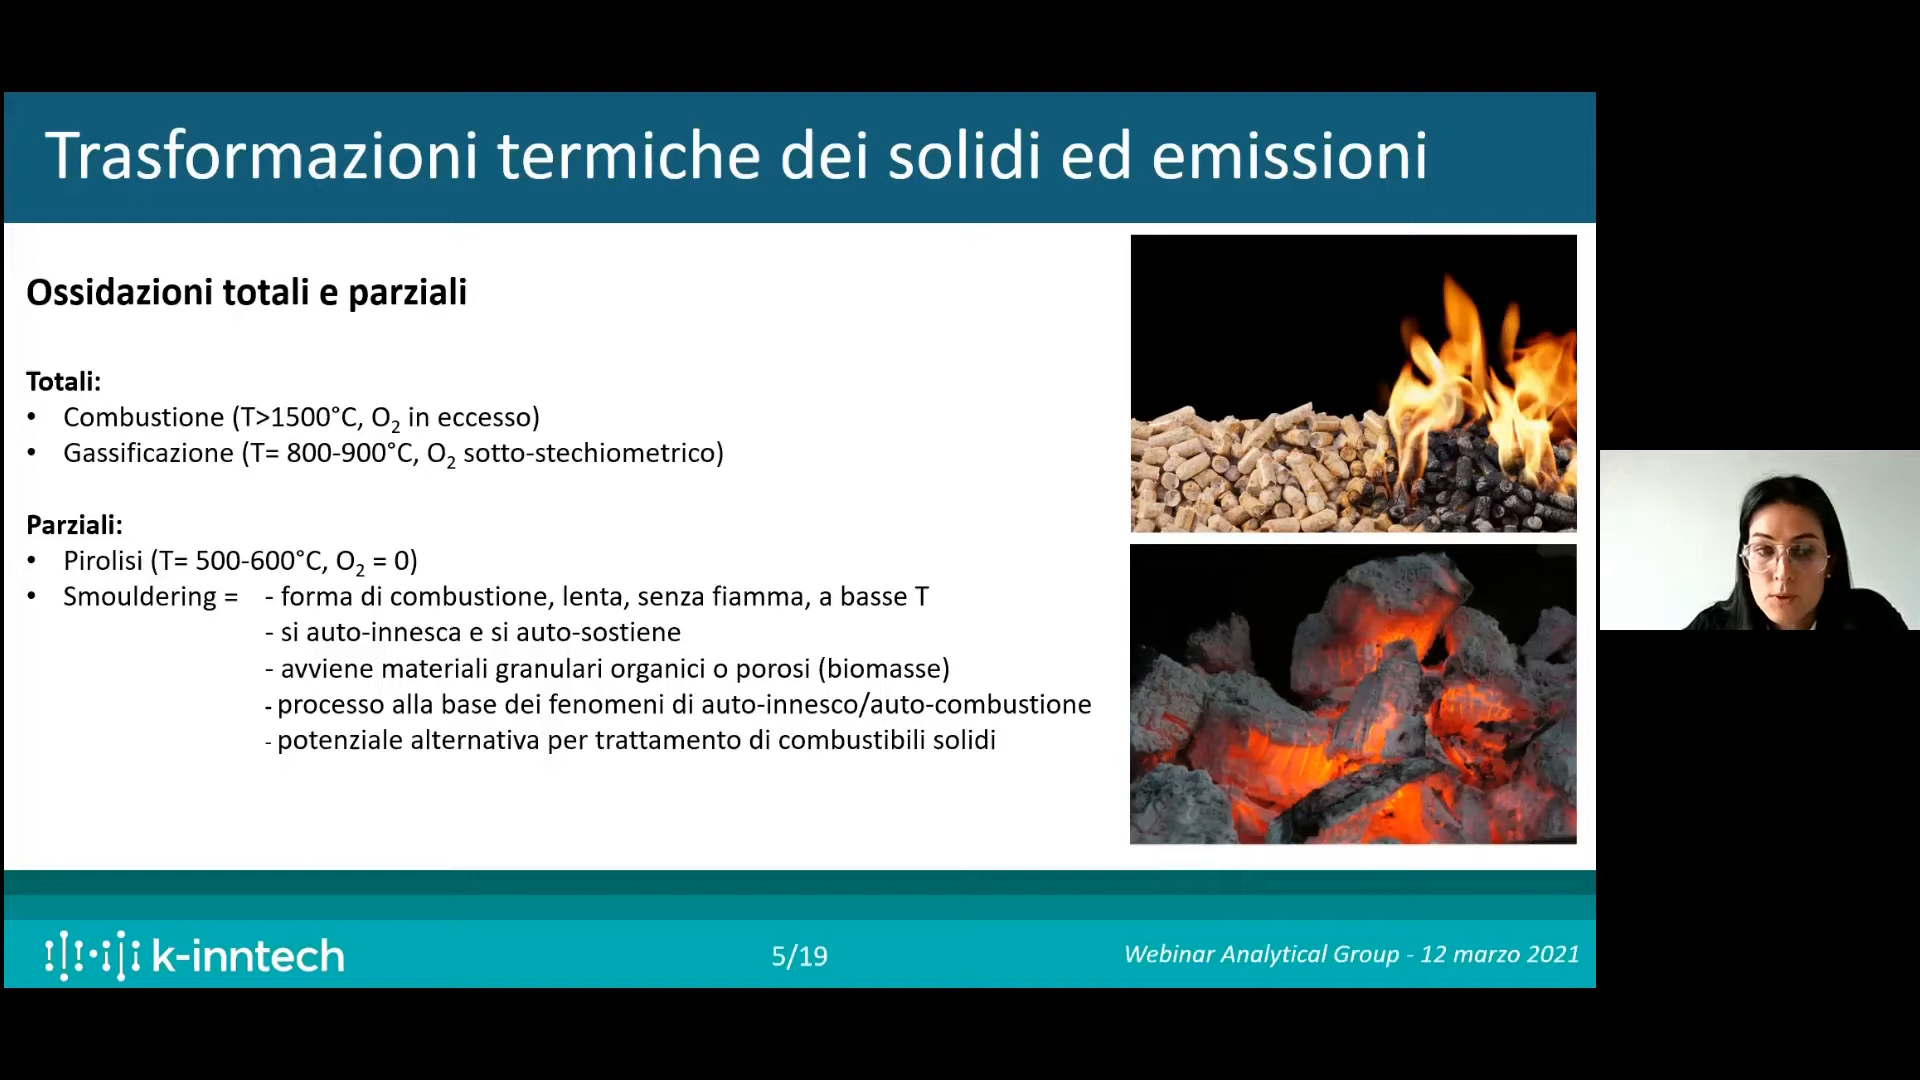 Trasformazioni termiche dei solidi ed emissioni
Ossidazioni totali e parziali
Totali:
• Combustione (T>1500°C, O₂ in eccesso)
• Gassificazione (T= 800-900°C, O₂ sotto-stechiometrico)
Parziali:
• Pirolisi (T= 500-600°C, O₂ = 0)
• Smouldering = - forma di combustione, lenta, senza fiamma, a basse T
- si auto-innesca e si auto-sostiene
- avviene materiali granulari organici o porosi (biomasse)
- processo alla base dei fenomeni di auto-innesco/auto-combustione
- potenziale alternativa per trattamento di combustibili solidi
k-inntech
5/19
Webinar Analytical Group - 12 marzo 2021